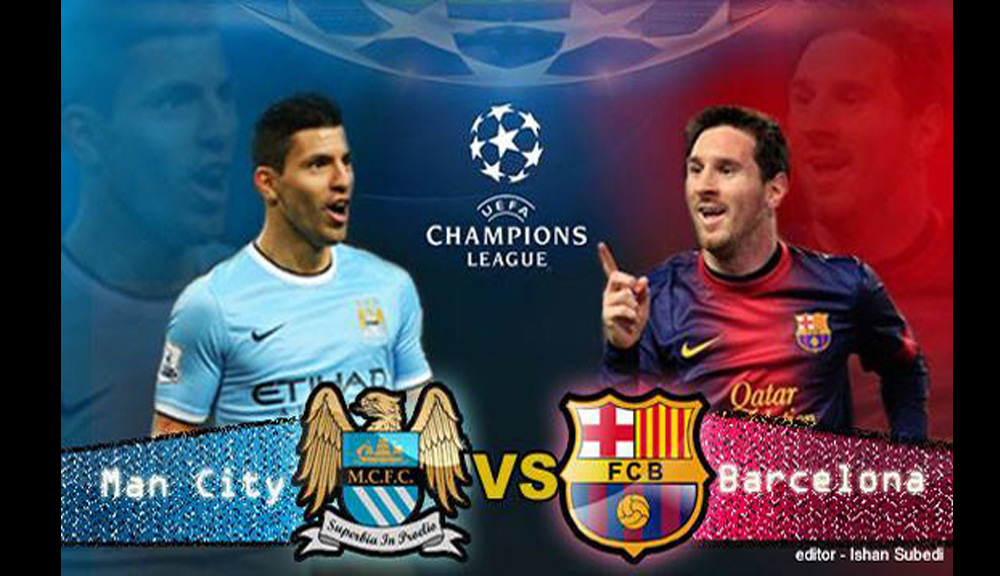 UEFA
CHAMPIONS
LEAGUE
ETIHAD
Qatar
M.C.F.C.
Superbia In Proelio
VS
FCB
Man City
Barcelona
editor - Ishan Subedi